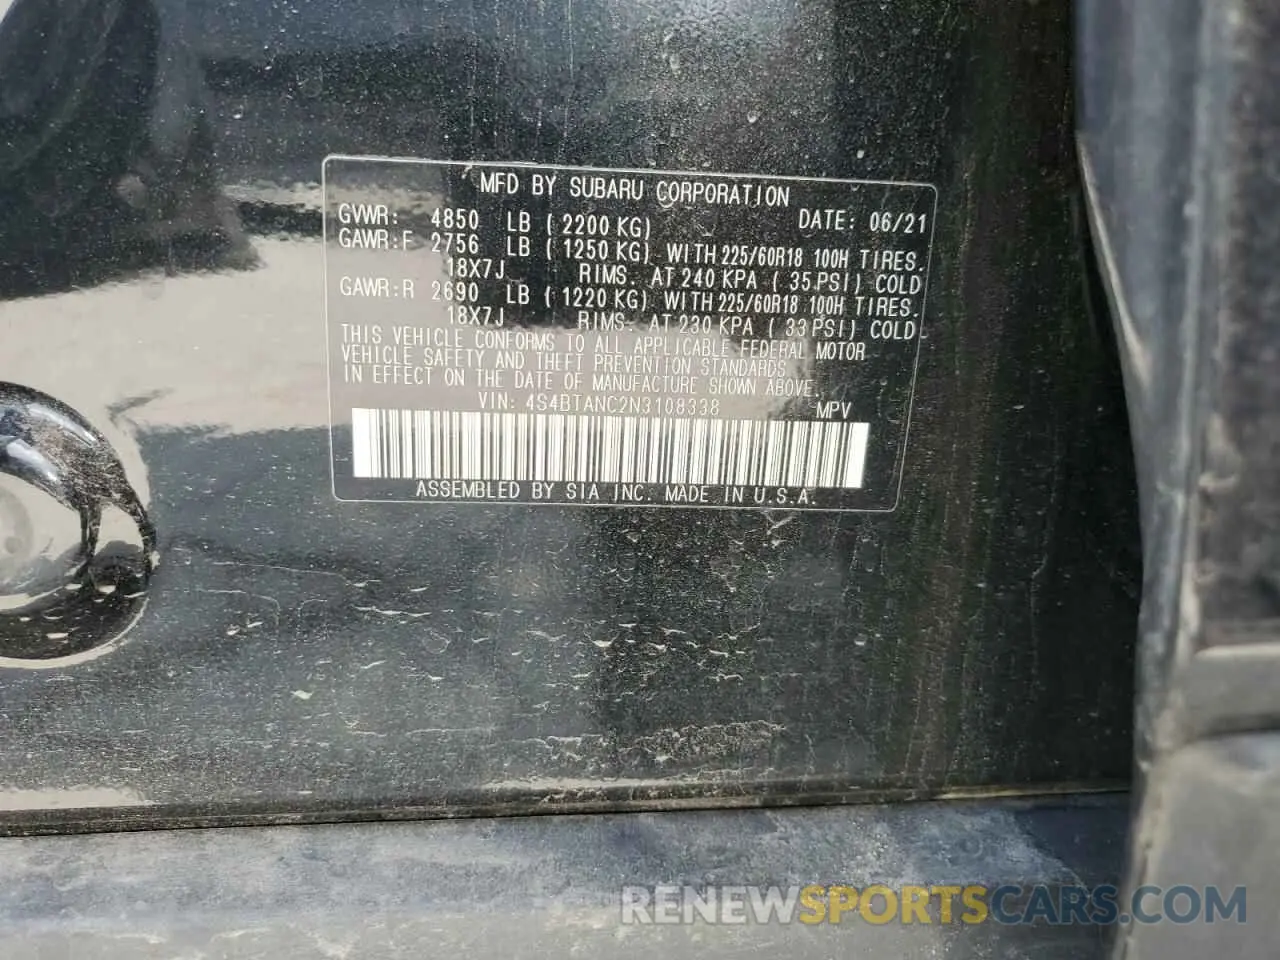 MFD BY SUBARU CORPORATION
GVWR: 4850 LB ( 2200 KG) DATE: 06/21
GAWR:F 2756 LB ( 1250 KG) WITH 225/60R18 100H TIRES.
18X7J RIMS. AT 240 KPA ( 35 PSI) COLD
GAWR:R 2690 LB ( 1220 KG) WITH 225/60R18 100H TIRES.
18X7J RIMS. AT 230 KPA ( 33 PSI) COLD
THIS VEHICLE CONFORMS TO ALL APPLICABLE FEDERAL MOTOR
VEHICLE SAFETY AND THEFT PREVENTION STANDARDS
IN EFFECT ON THE DATE OF MANUFACTURE SHOWN ABOVE.
VIN: 4S4BTANC2N3108338 MPV
ASSEMBLED BY SIA INC. MADE IN U.S.A.
RENEWSPORTSCARS.COM